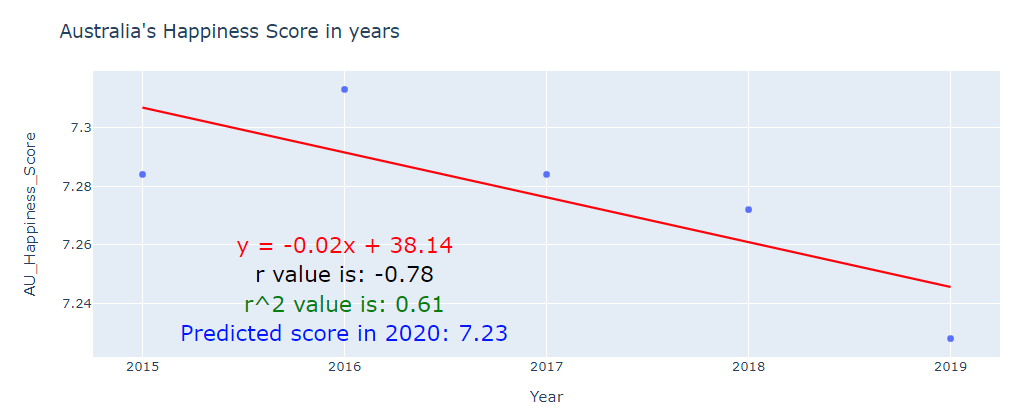 Australia's Happiness Score in years
AU_Happiness_Score
7.3
7.28
7.26
7.24
y = -0.02x + 38.14
r value is: -0.78
r^2 value is: 0.61
Predicted score in 2020: 7.23
2015 2016 2017 2018 2019
Year